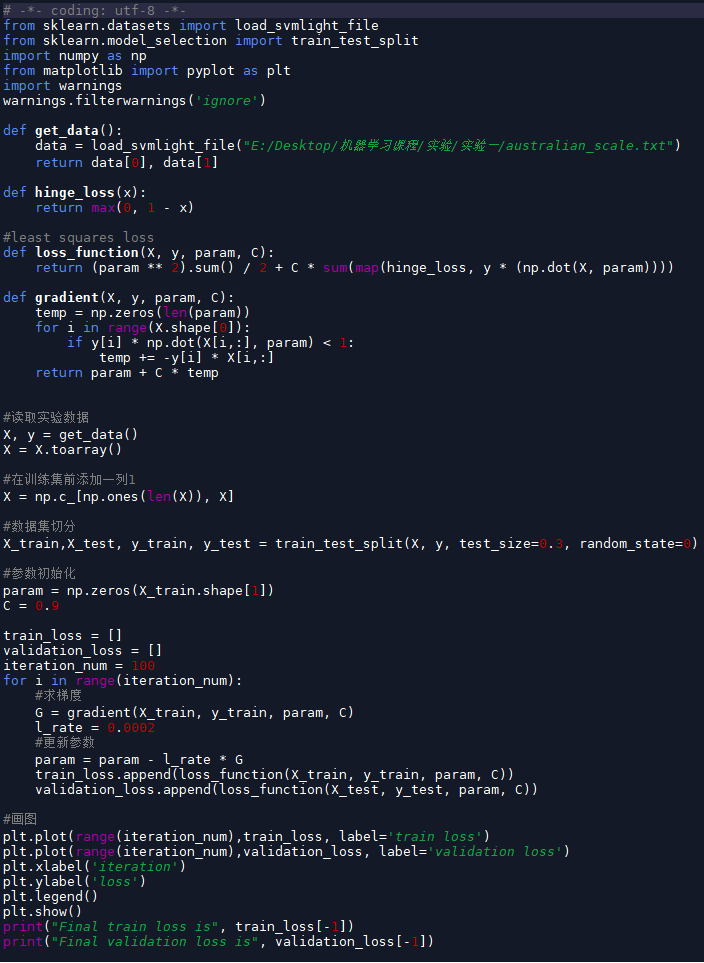 # -*- coding: utf-8 -*-
from sklearn.datasets import load_svmlight_file
from sklearn.model_selection import train_test_split
import numpy as np
from matplotlib import pyplot as plt
import warnings
warnings.filterwarnings('ignore')

def get_data():
    data = load_svmlight_file("E:/Desktop/机器学习课程/实验/实验一/australian_scale.txt")
    return data[0], data[1]

def hinge_loss(x):
    return max(0, 1 - x)

#least squares loss
def loss_function(X, y, param, C):
    return (param ** 2).sum() / 2 + C * sum(map(hinge_loss, y * (np.dot(X, param))))

def gradient(X, y, param, C):
    temp = np.zeros(len(param))
    for i in range(X.shape[0]):
        if y[i] * np.dot(X[i,:], param) < 1:
            temp += -y[i] * X[i,:]
    return param + C * temp


#读取实验数据
X, y = get_data()
X = X.toarray()

#在训练集前添加一列1
X = np.c_[np.ones(len(X)), X]

#数据集切分
X_train,X_test, y_train, y_test = train_test_split(X, y, test_size=0.3, random_state=0)

#参数初始化
param = np.zeros(X_train.shape[1])
C = 0.9

train_loss = []
validation_loss = []
iteration_num = 100
for i in range(iteration_num):
    #求梯度
    G = gradient(X_train, y_train, param, C)
    l_rate = 0.0002
    #更新参数
    param = param - l_rate * G
    train_loss.append(loss_function(X_train, y_train, param, C))
    validation_loss.append(loss_function(X_test, y_test, param, C))

#画图
plt.plot(range(iteration_num),train_loss, label='train loss')
plt.plot(range(iteration_num),validation_loss, label='validation loss')
plt.xlabel('iteration')
plt.ylabel('loss')
plt.legend()
plt.show()
print("Final train loss is", train_loss[-1])
print("Final validation loss is", validation_loss[-1])